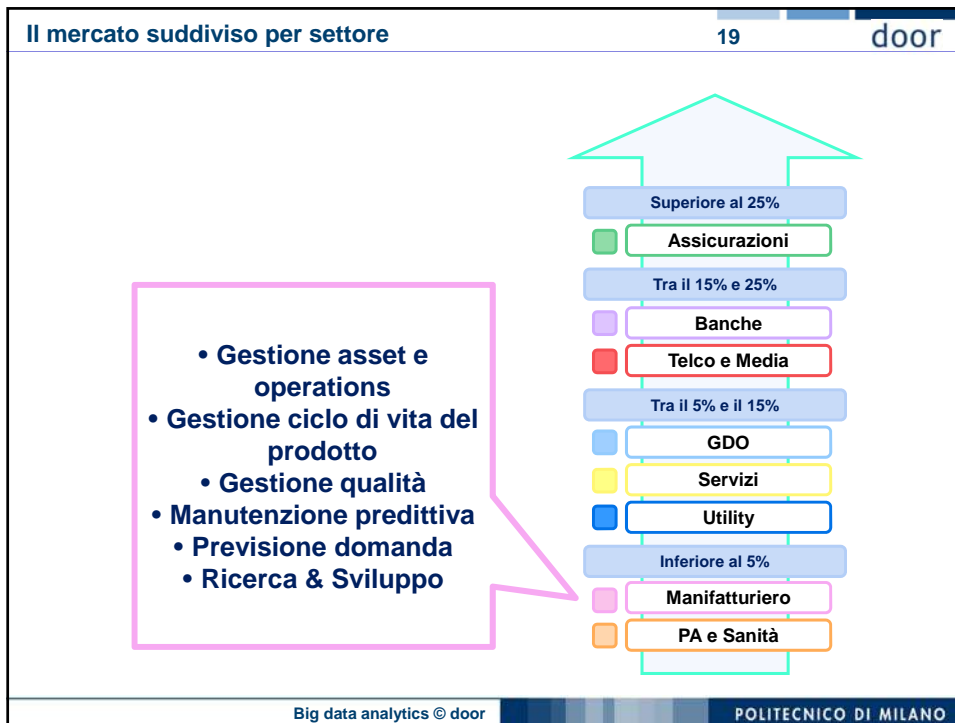 Il mercato suddiviso per settore
19
door
Superiore al 25%
Assicurazioni
Tra il 15% e 25%
Banche
Telco e Media
Tra il 5% e il 15%
GDO
Servizi
Utility
Inferiore al 5%
Manifatturiero
PA e Sanità
• Gestione asset e
operations
• Gestione ciclo di vita del
prodotto
• Gestione qualità
• Manutenzione predittiva
• Previsione domanda
• Ricerca & Sviluppo
Big data analytics © door
POLITECNICO DI MILANO